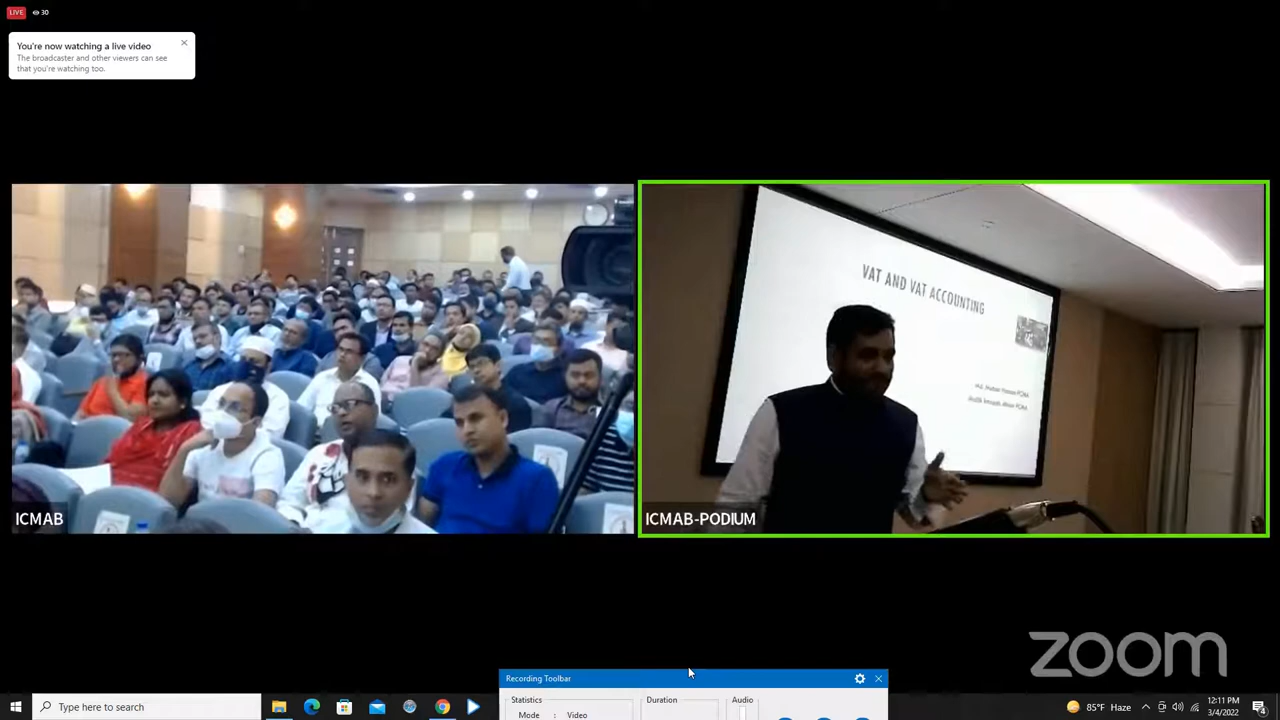 LIVE 30
You're now watching a live video
The broadcaster and other viewers can see
that you're watching too.
VAT AND VAT ACCOUNTING
ICMAB
ICMAB-PODIUM
zoom
Recording Toolbar
Statistics
Duration
Audio
Mode : Video
Type here to search
85°F Haze
12:11 PM
3/4/2022
4